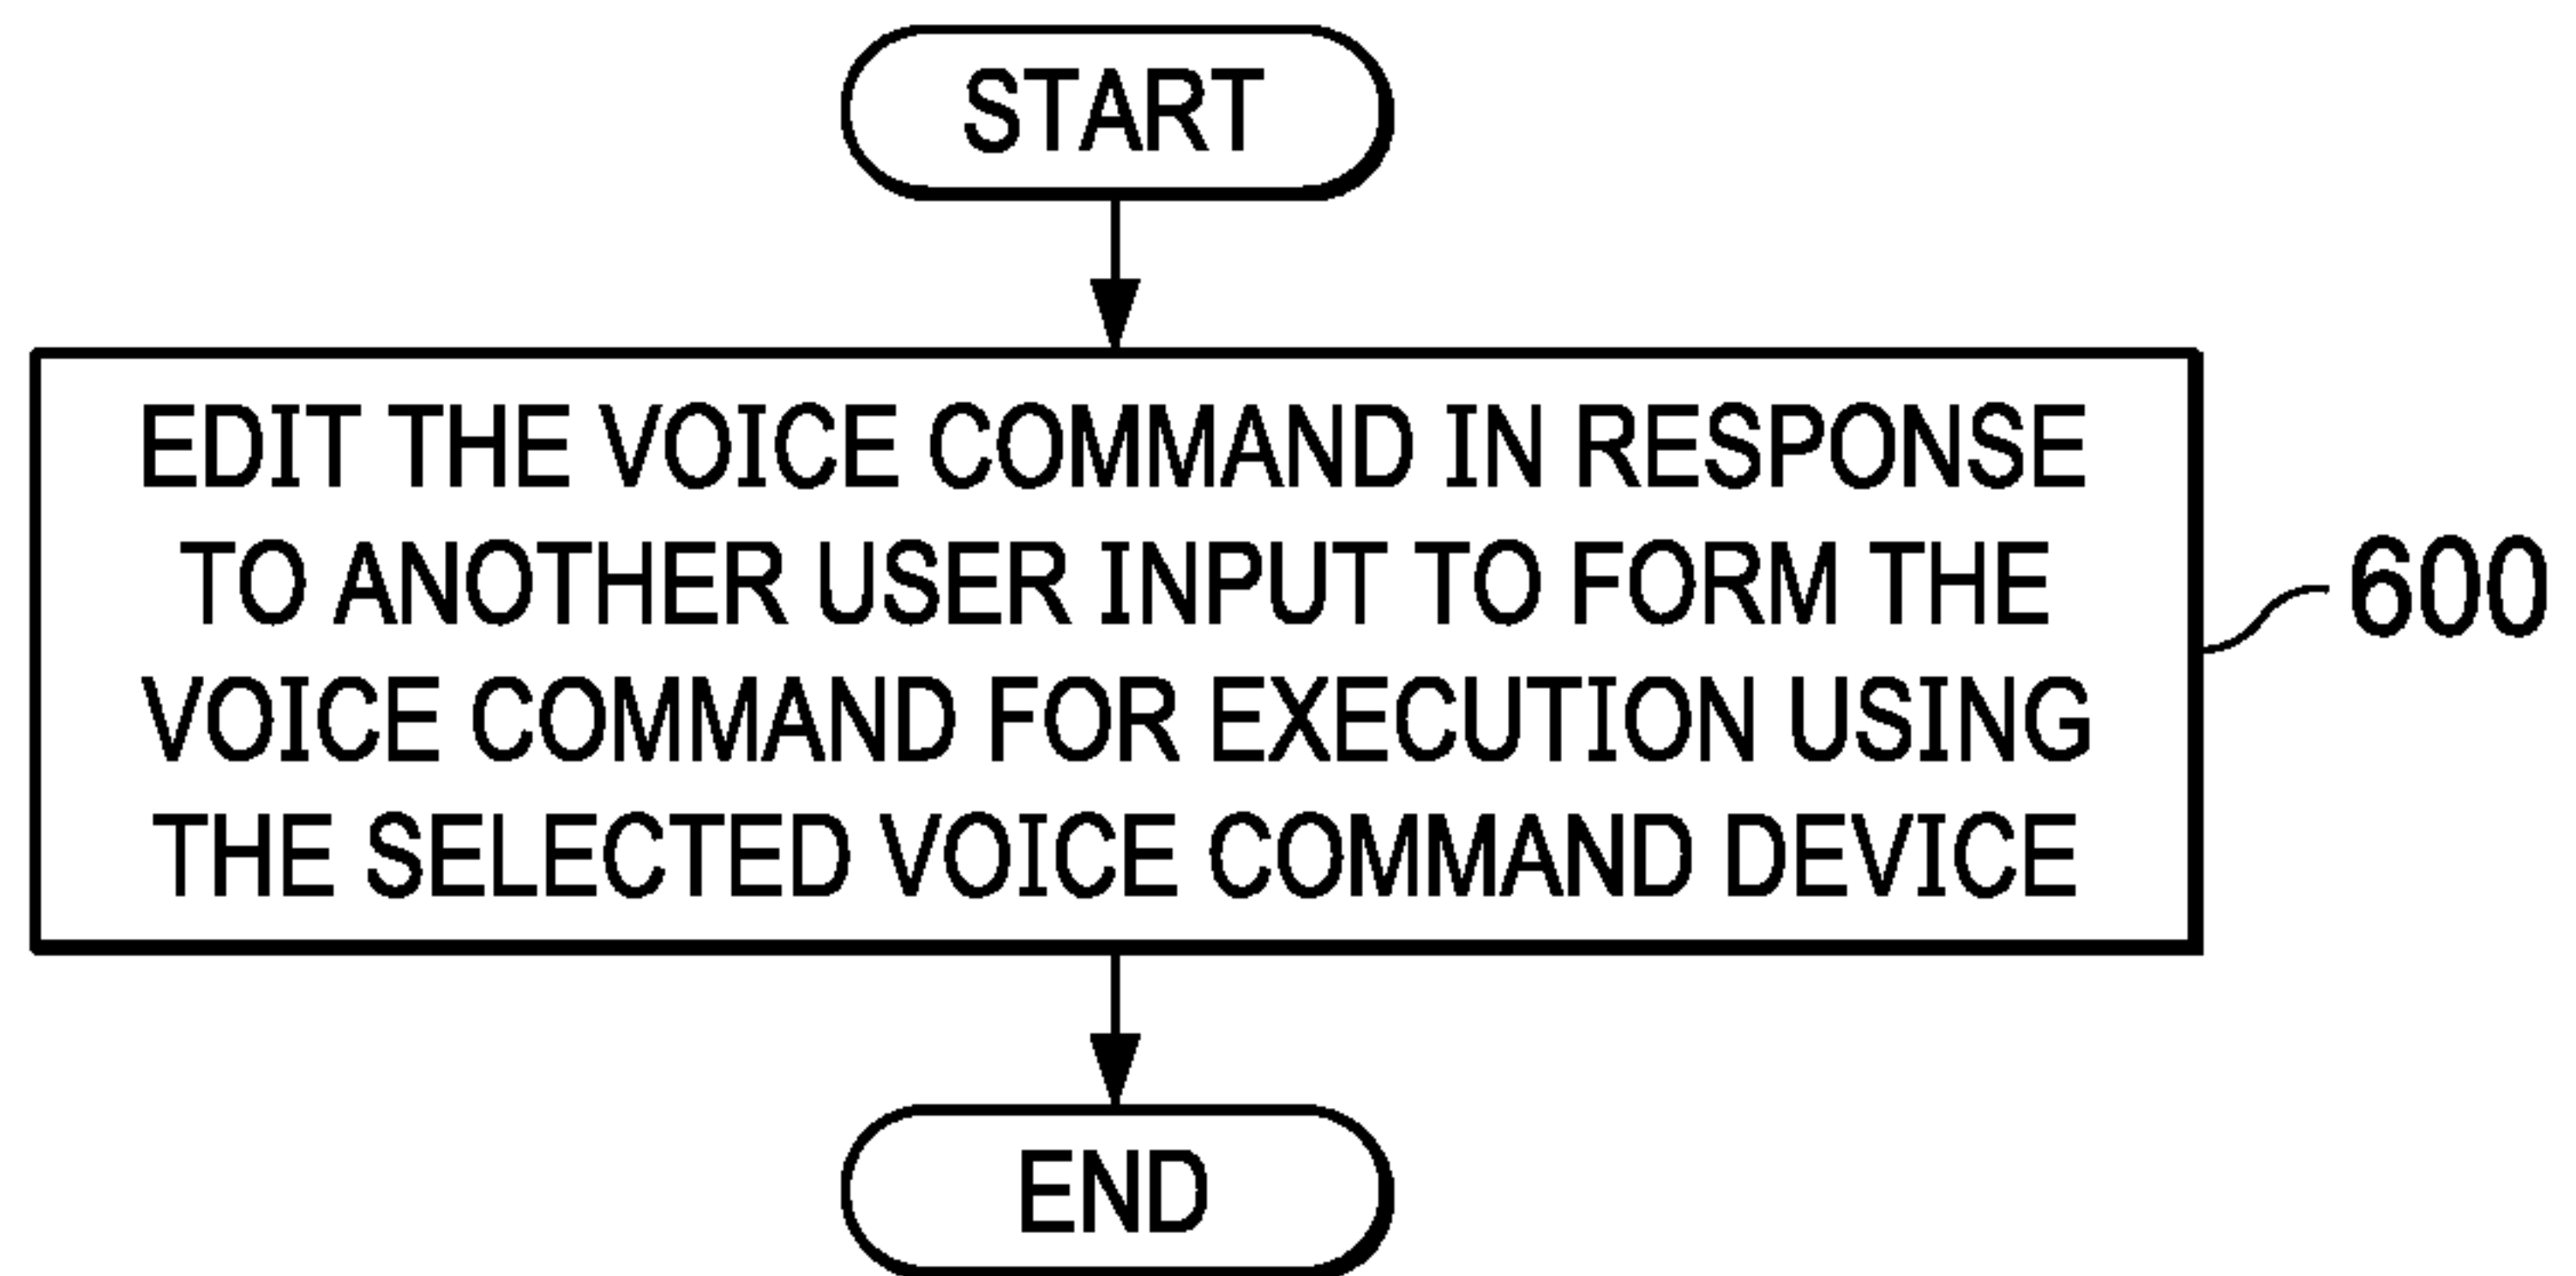 START
EDIT THE VOICE COMMAND IN RESPONSE
TO ANOTHER USER INPUT TO FORM THE
VOICE COMMAND FOR EXECUTION USING
THE SELECTED VOICE COMMAND DEVICE
600
END